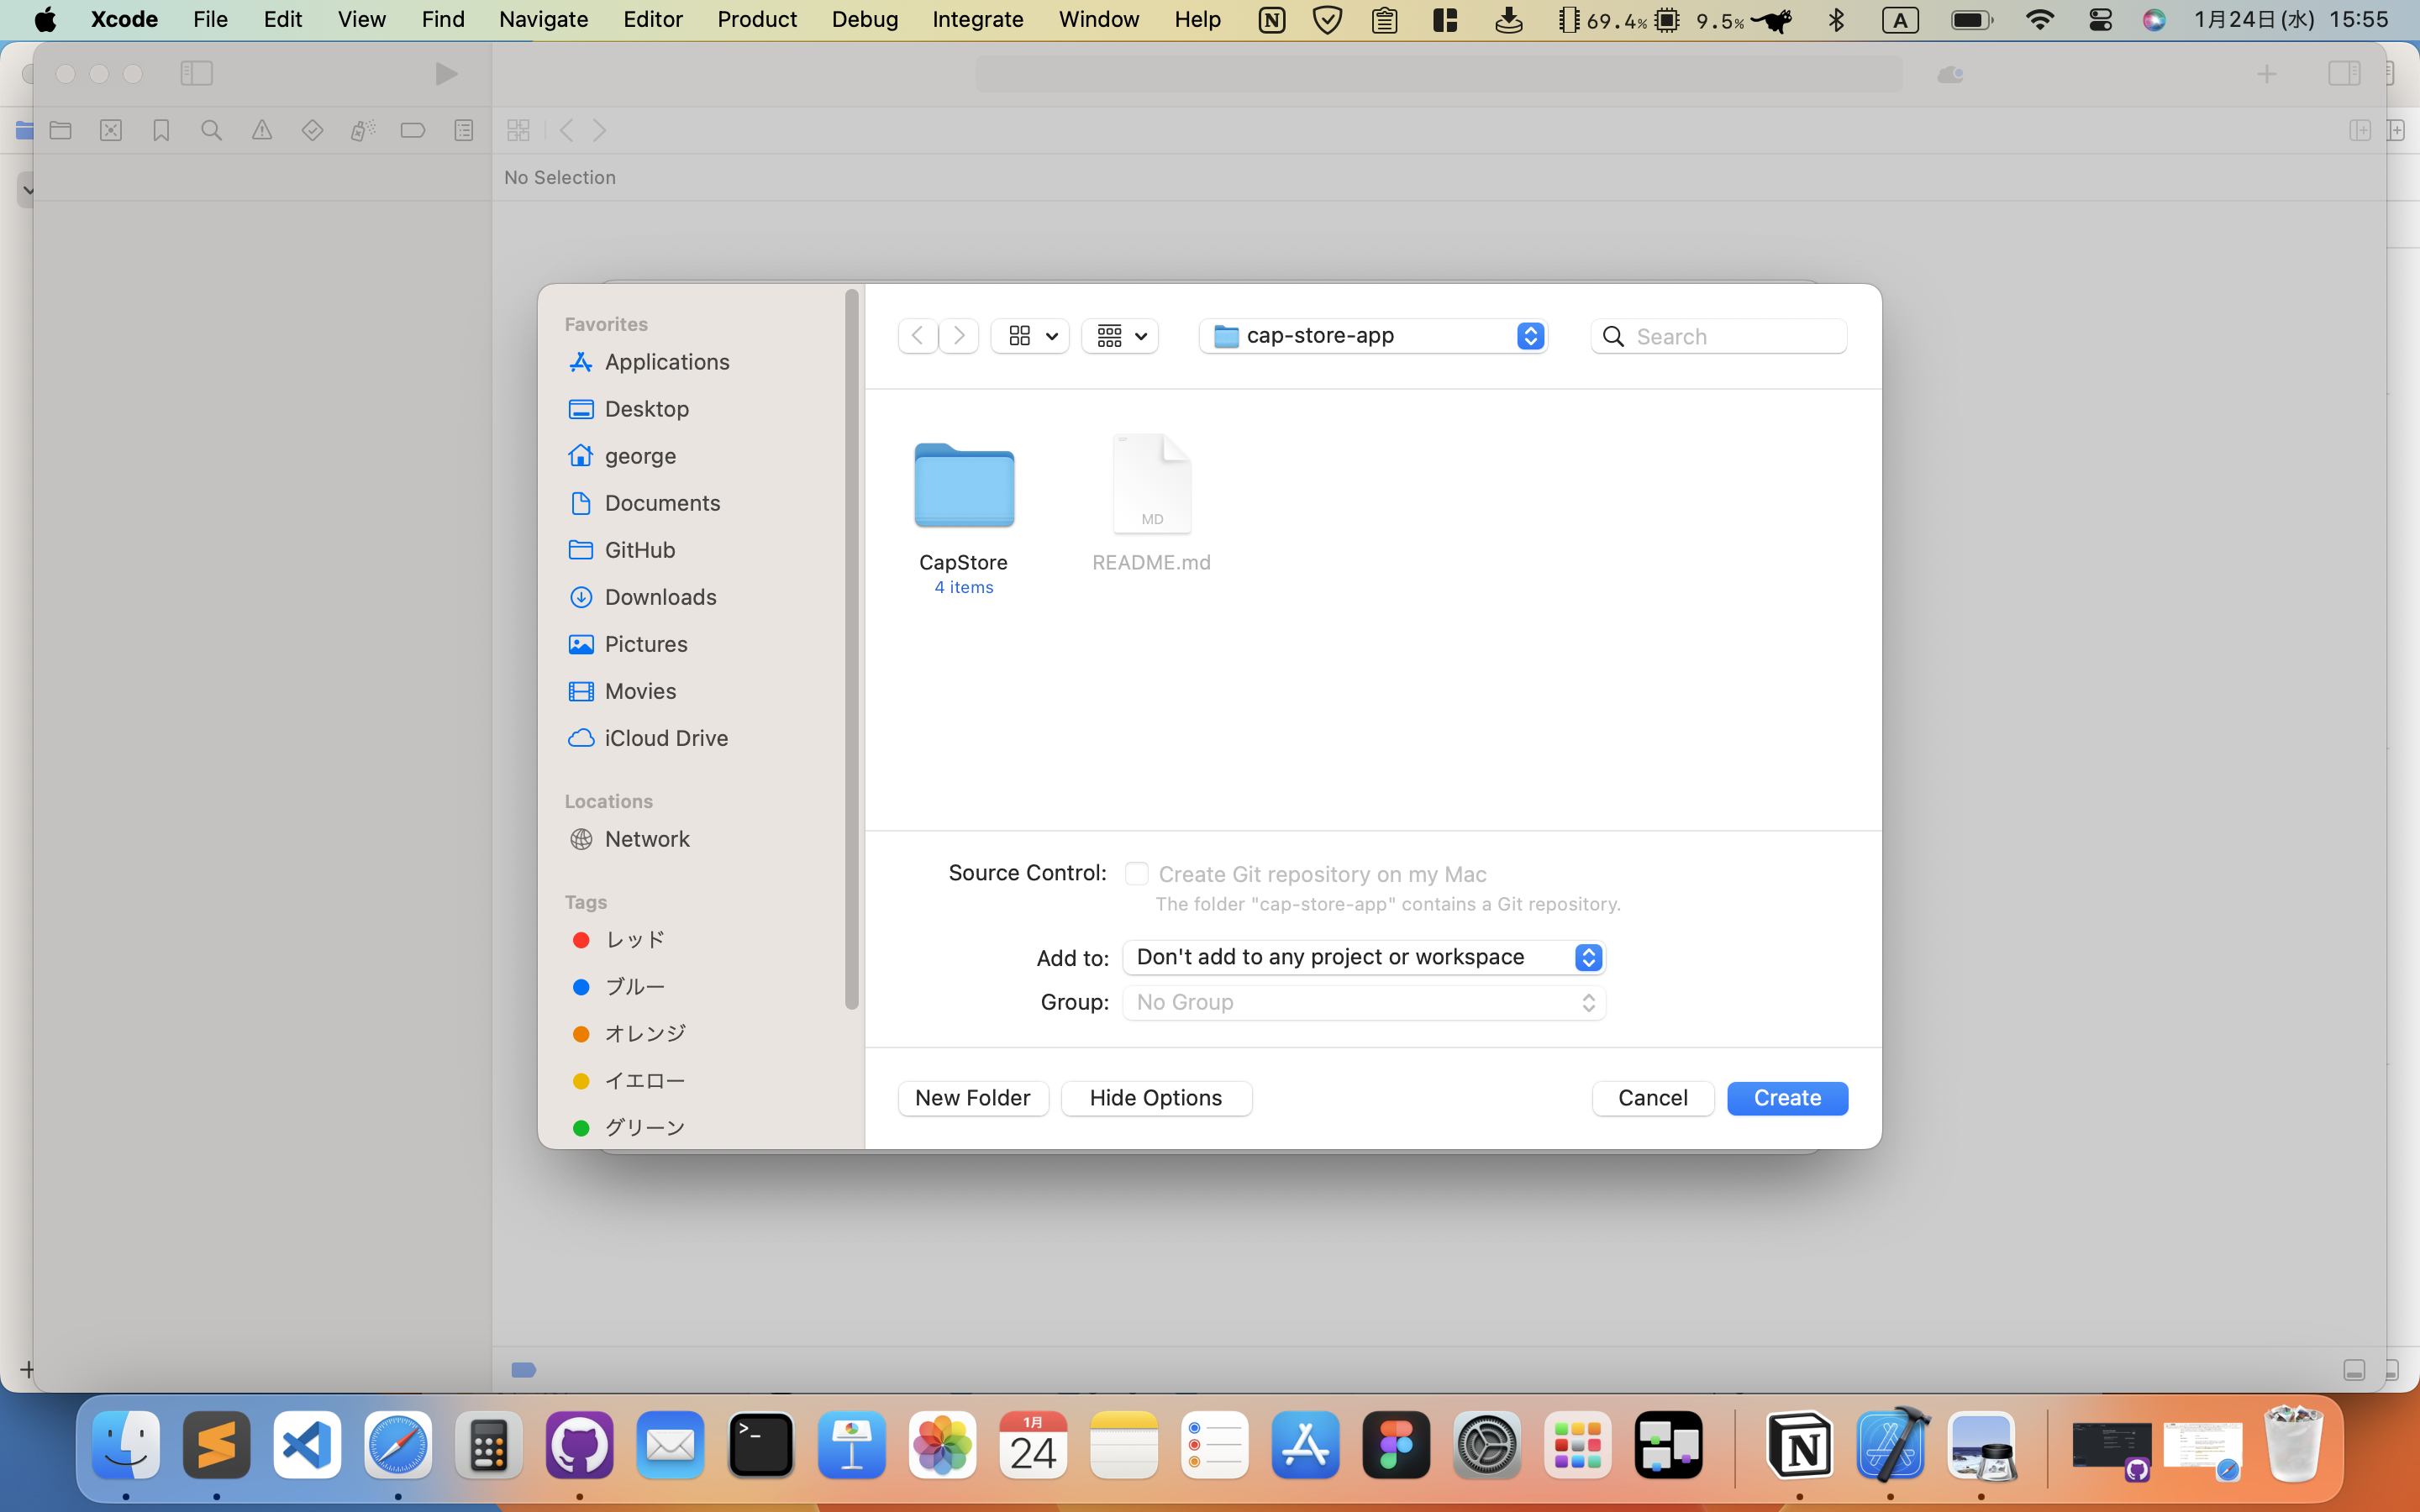 Xcode File Edit View Find Navigate Editor Product Debug Integrate Window Help 69.4% 9.5% A 1月24日(水) 15:55
No Selection
Favorites
Applications
Desktop
george
Documents
GitHub
Downloads
Pictures
Movies
iCloud Drive
Locations
Network
Tags
レッド
ブルー
オレンジ
イエロー
グリーン
cap-store-app
Search
MD
CapStore
4 items
README.md
Source Control: Create Git repository on my Mac
The folder "cap-store-app" contains a Git repository.
Add to: Don't add to any project or workspace
Group: No Group
New Folder Hide Options Cancel Create
1月
24